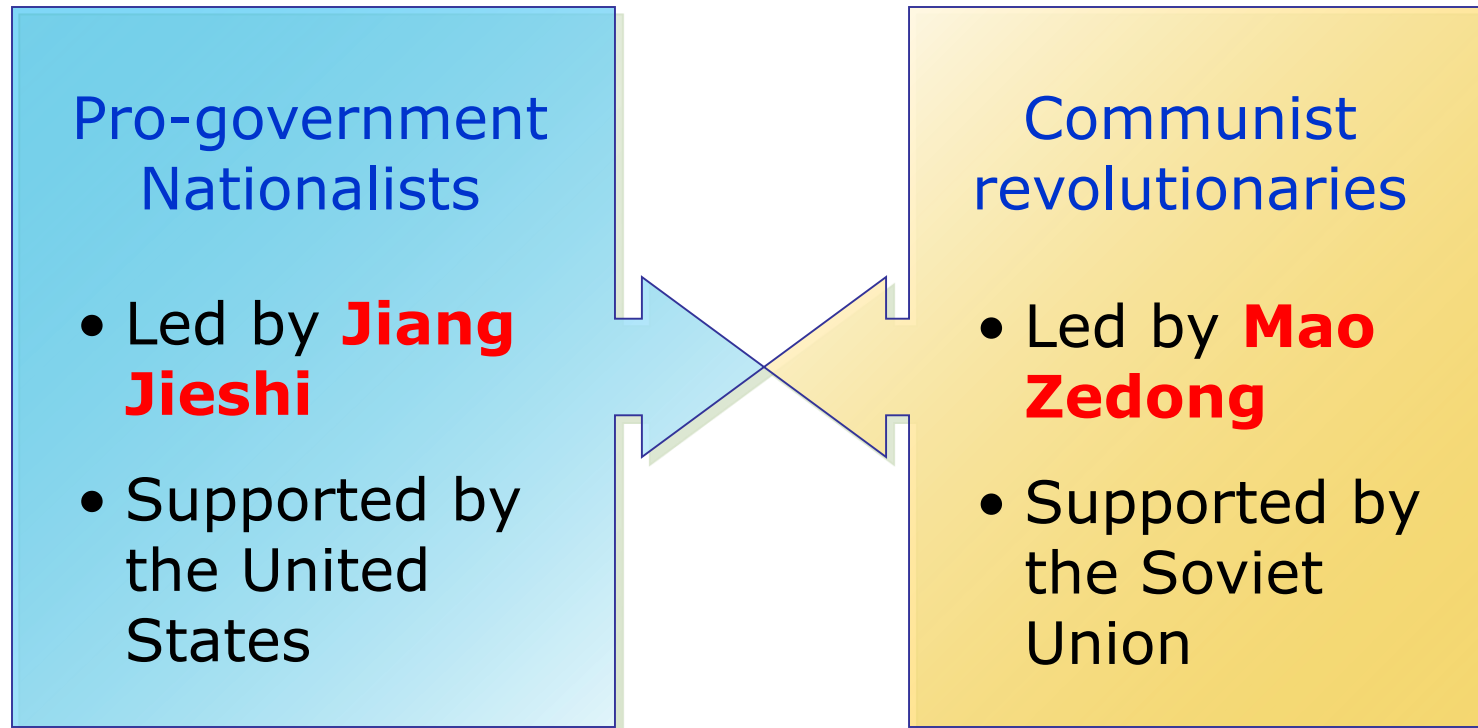 Pro-government
Nationalists
• Led by Jiang
Jieshi
• Supported by
the United
States
Communist
revolutionaries
• Led by Mao
Zedong
• Supported by
the Soviet
Union